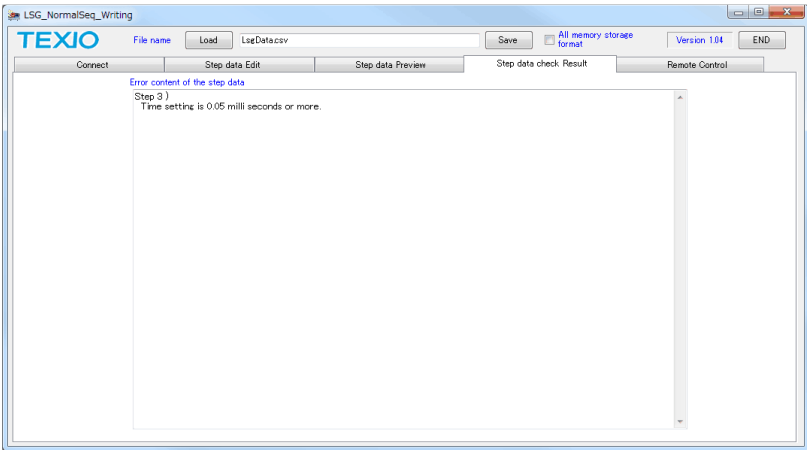 LSG_NormalSeq_Writing
TEXIO File name Load LsgData.csv Save All memory storage format Version 1.04 END
Connect Step data Edit Step data Preview Step data check Result Remote Control
Error content of the step data
Step 3 )
Time setting is 0.05 milli seconds or more.